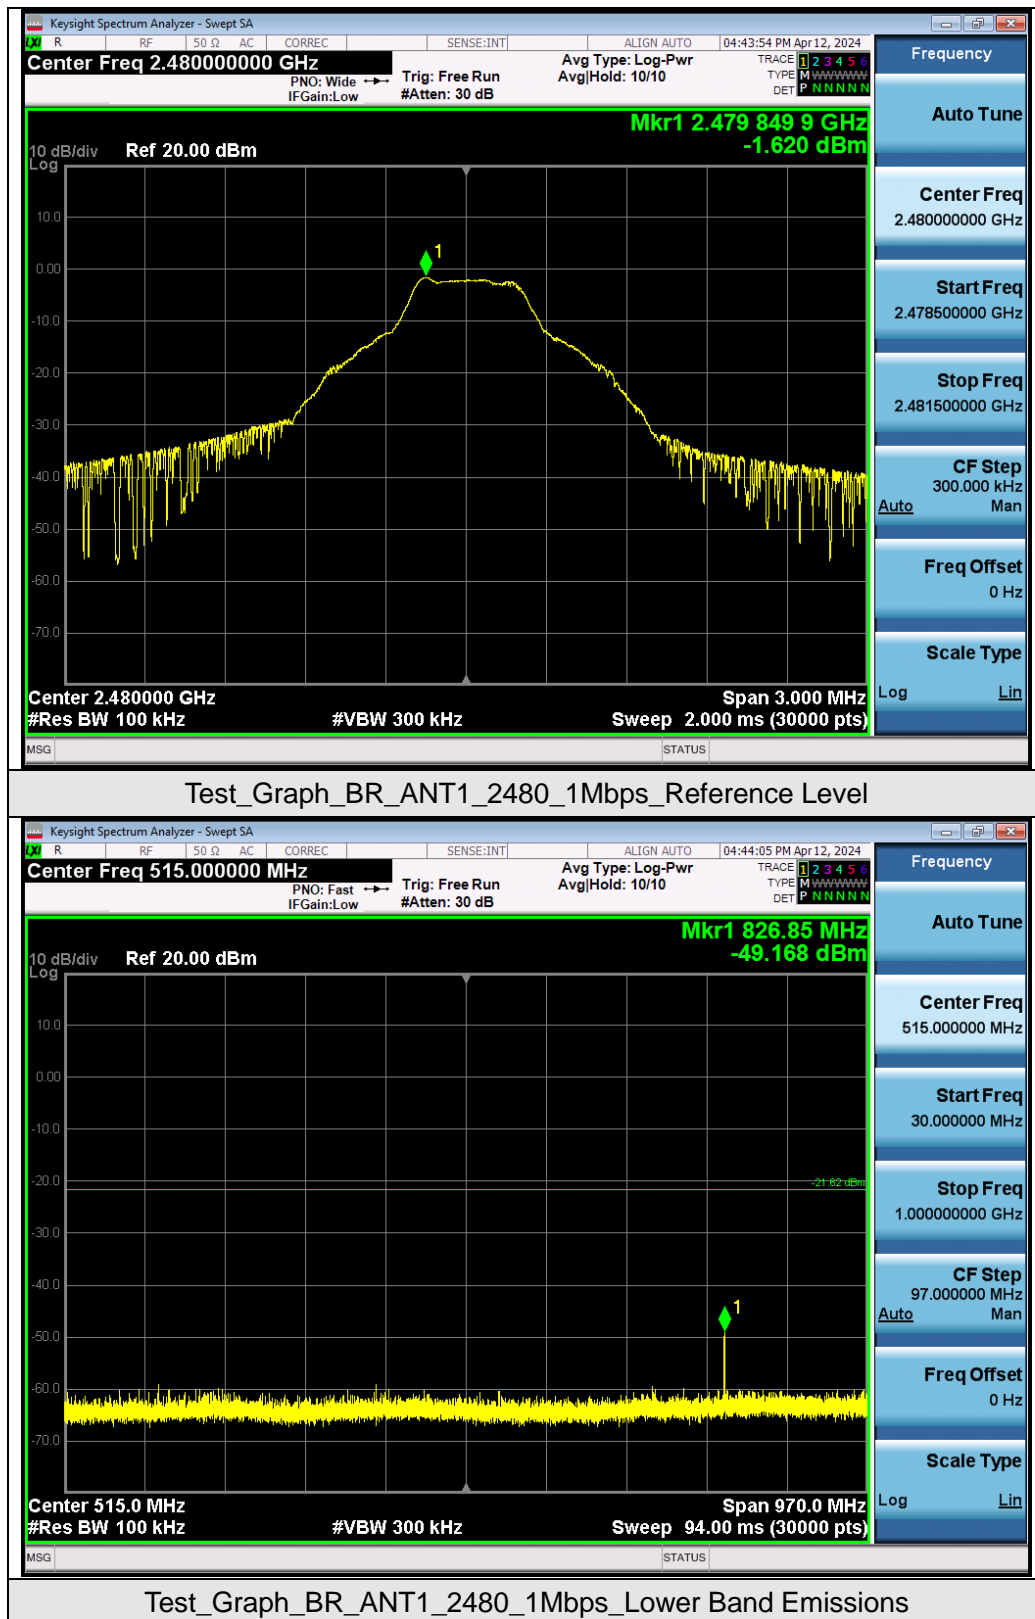 Keysight Spectrum Analyzer - Swept SA
LXI R RF 50 Ω AC CORREC SENSE:INT ALIGN AUTO 04:43:54 PM Apr 12, 2024
Center Freq 2.480000000 GHz
PNO: Wide
IFGain:Low
Trig: Free Run
#Atten: 30 dB
Avg Type: Log-Pwr
Avg|Hold: 10/10
TRACE 1 2 3 4 5 6
TYPE M WWWWW
DET P N N N N N
Mkr1 2.479 849 9 GHz
-1.620 dBm
10 dB/div Ref 20.00 dBm
Log
10.0
0.00
-10.0
-20.0
-30.0
-40.0
-50.0
-60.0
-70.0
1
Center 2.480000 GHz Span 3.000 MHz
#Res BW 100 kHz #VBW 300 kHz Sweep 2.000 ms (30000 pts)
MSG STATUS
Frequency
Auto Tune
Center Freq
2.480000000 GHz
Start Freq
2.478500000 GHz
Stop Freq
2.481500000 GHz
CF Step
300.000 kHz
Auto Man
Freq Offset
0 Hz
Scale Type
Log Lin
Test_Graph_BR_ANT1_2480_1Mbps_Reference Level
Keysight Spectrum Analyzer - Swept SA
LXI R RF 50 Ω AC CORREC SENSE:INT ALIGN AUTO 04:44:05 PM Apr 12, 2024
Center Freq 515.000000 MHz
PNO: Fast
IFGain:Low
Trig: Free Run
#Atten: 30 dB
Avg Type: Log-Pwr
Avg|Hold: 10/10
TRACE 1 2 3 4 5 6
TYPE M WWWWW
DET P N N N N N
Mkr1 826.85 MHz
-49.168 dBm
10 dB/div Ref 20.00 dBm
Log
10.0
0.00
-10.0
-20.0
-30.0
-40.0
-50.0
-60.0
-70.0
-21.62 dBm
1
Center 515.0 MHz Span 970.0 MHz
#Res BW 100 kHz #VBW 300 kHz Sweep 94.00 ms (30000 pts)
MSG STATUS
Frequency
Auto Tune
Center Freq
515.000000 MHz
Start Freq
30.000000 MHz
Stop Freq
1.000000000 GHz
CF Step
97.000000 MHz
Auto Man
Freq Offset
0 Hz
Scale Type
Log Lin
Test_Graph_BR_ANT1_2480_1Mbps_Lower Band Emissions